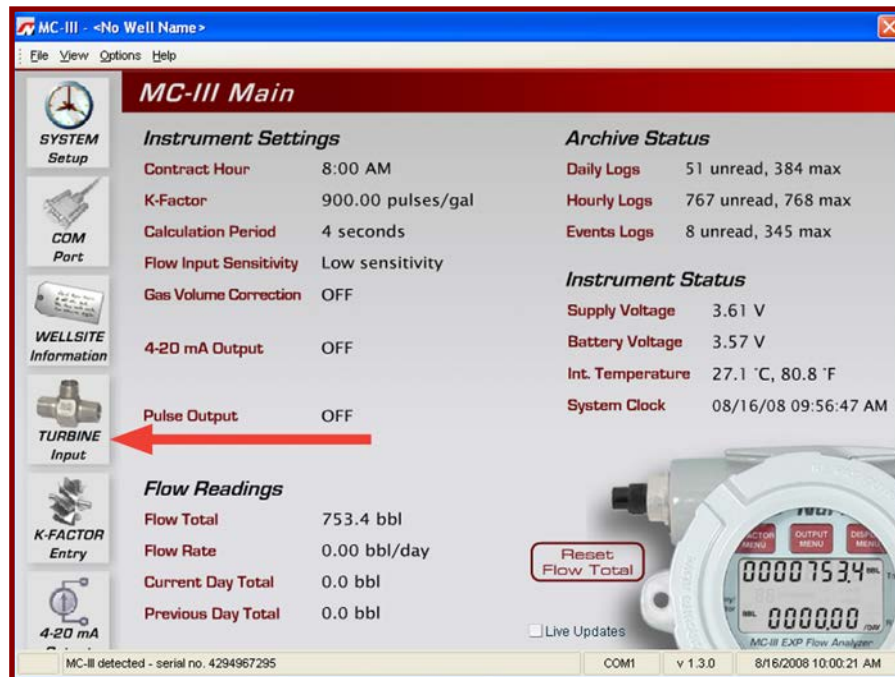 MC-III - <No Well Name>
File View Options Help
MC-III Main
SYSTEM
Setup
COM
Port
WELLSITE
Information
TURBINE
Input
K-FACTOR
Entry
4-20 mA
Instrument Settings
Contract Hour 8:00 AM
K-Factor 900.00 pulses/gal
Calculation Period 4 seconds
Flow Input Sensitivity Low sensitivity
Gas Volume Correction OFF
4-20 mA Output OFF
Pulse Output OFF
Flow Readings
Flow Total 753.4 bbl
Flow Rate 0.00 bbl/day
Current Day Total 0.0 bbl
Previous Day Total 0.0 bbl
Archive Status
Daily Logs 51 unread, 384 max
Hourly Logs 767 unread, 768 max
Events Logs 8 unread, 345 max
Instrument Status
Supply Voltage 3.61 V
Battery Voltage 3.57 V
Int. Temperature 27.1 °C, 80.8 °F
System Clock 08/16/08 09:56:47 AM
Reset
Flow Total
Live Updates
OUTPUT
MENU
MENU
MENU
0000753.4 BBL
BBL 0000.00 /DAY
MC-III EXP Flow Analyzer
MC-III detected - serial no. 4294967295 COM1 v 1.3.0 8/16/2008 10:00:21 AM